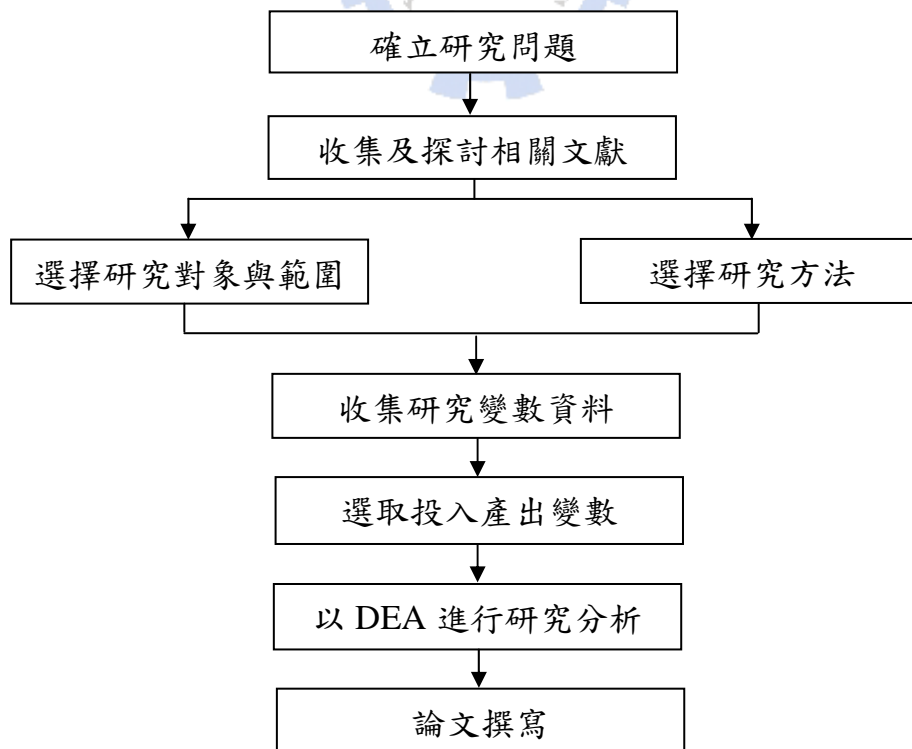 確立研究問題
收集及探討相關文獻
選擇研究對象與範圍
選擇研究方法
收集研究變數資料
選取投入產出變數
以 DEA 進行研究分析
論文撰寫